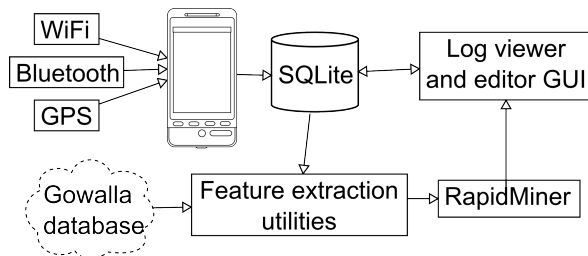 WiFi
Bluetooth
GPS
SQLite
Log viewer
and editor GUI
Gowalla
database
Feature extraction
utilities
RapidMiner